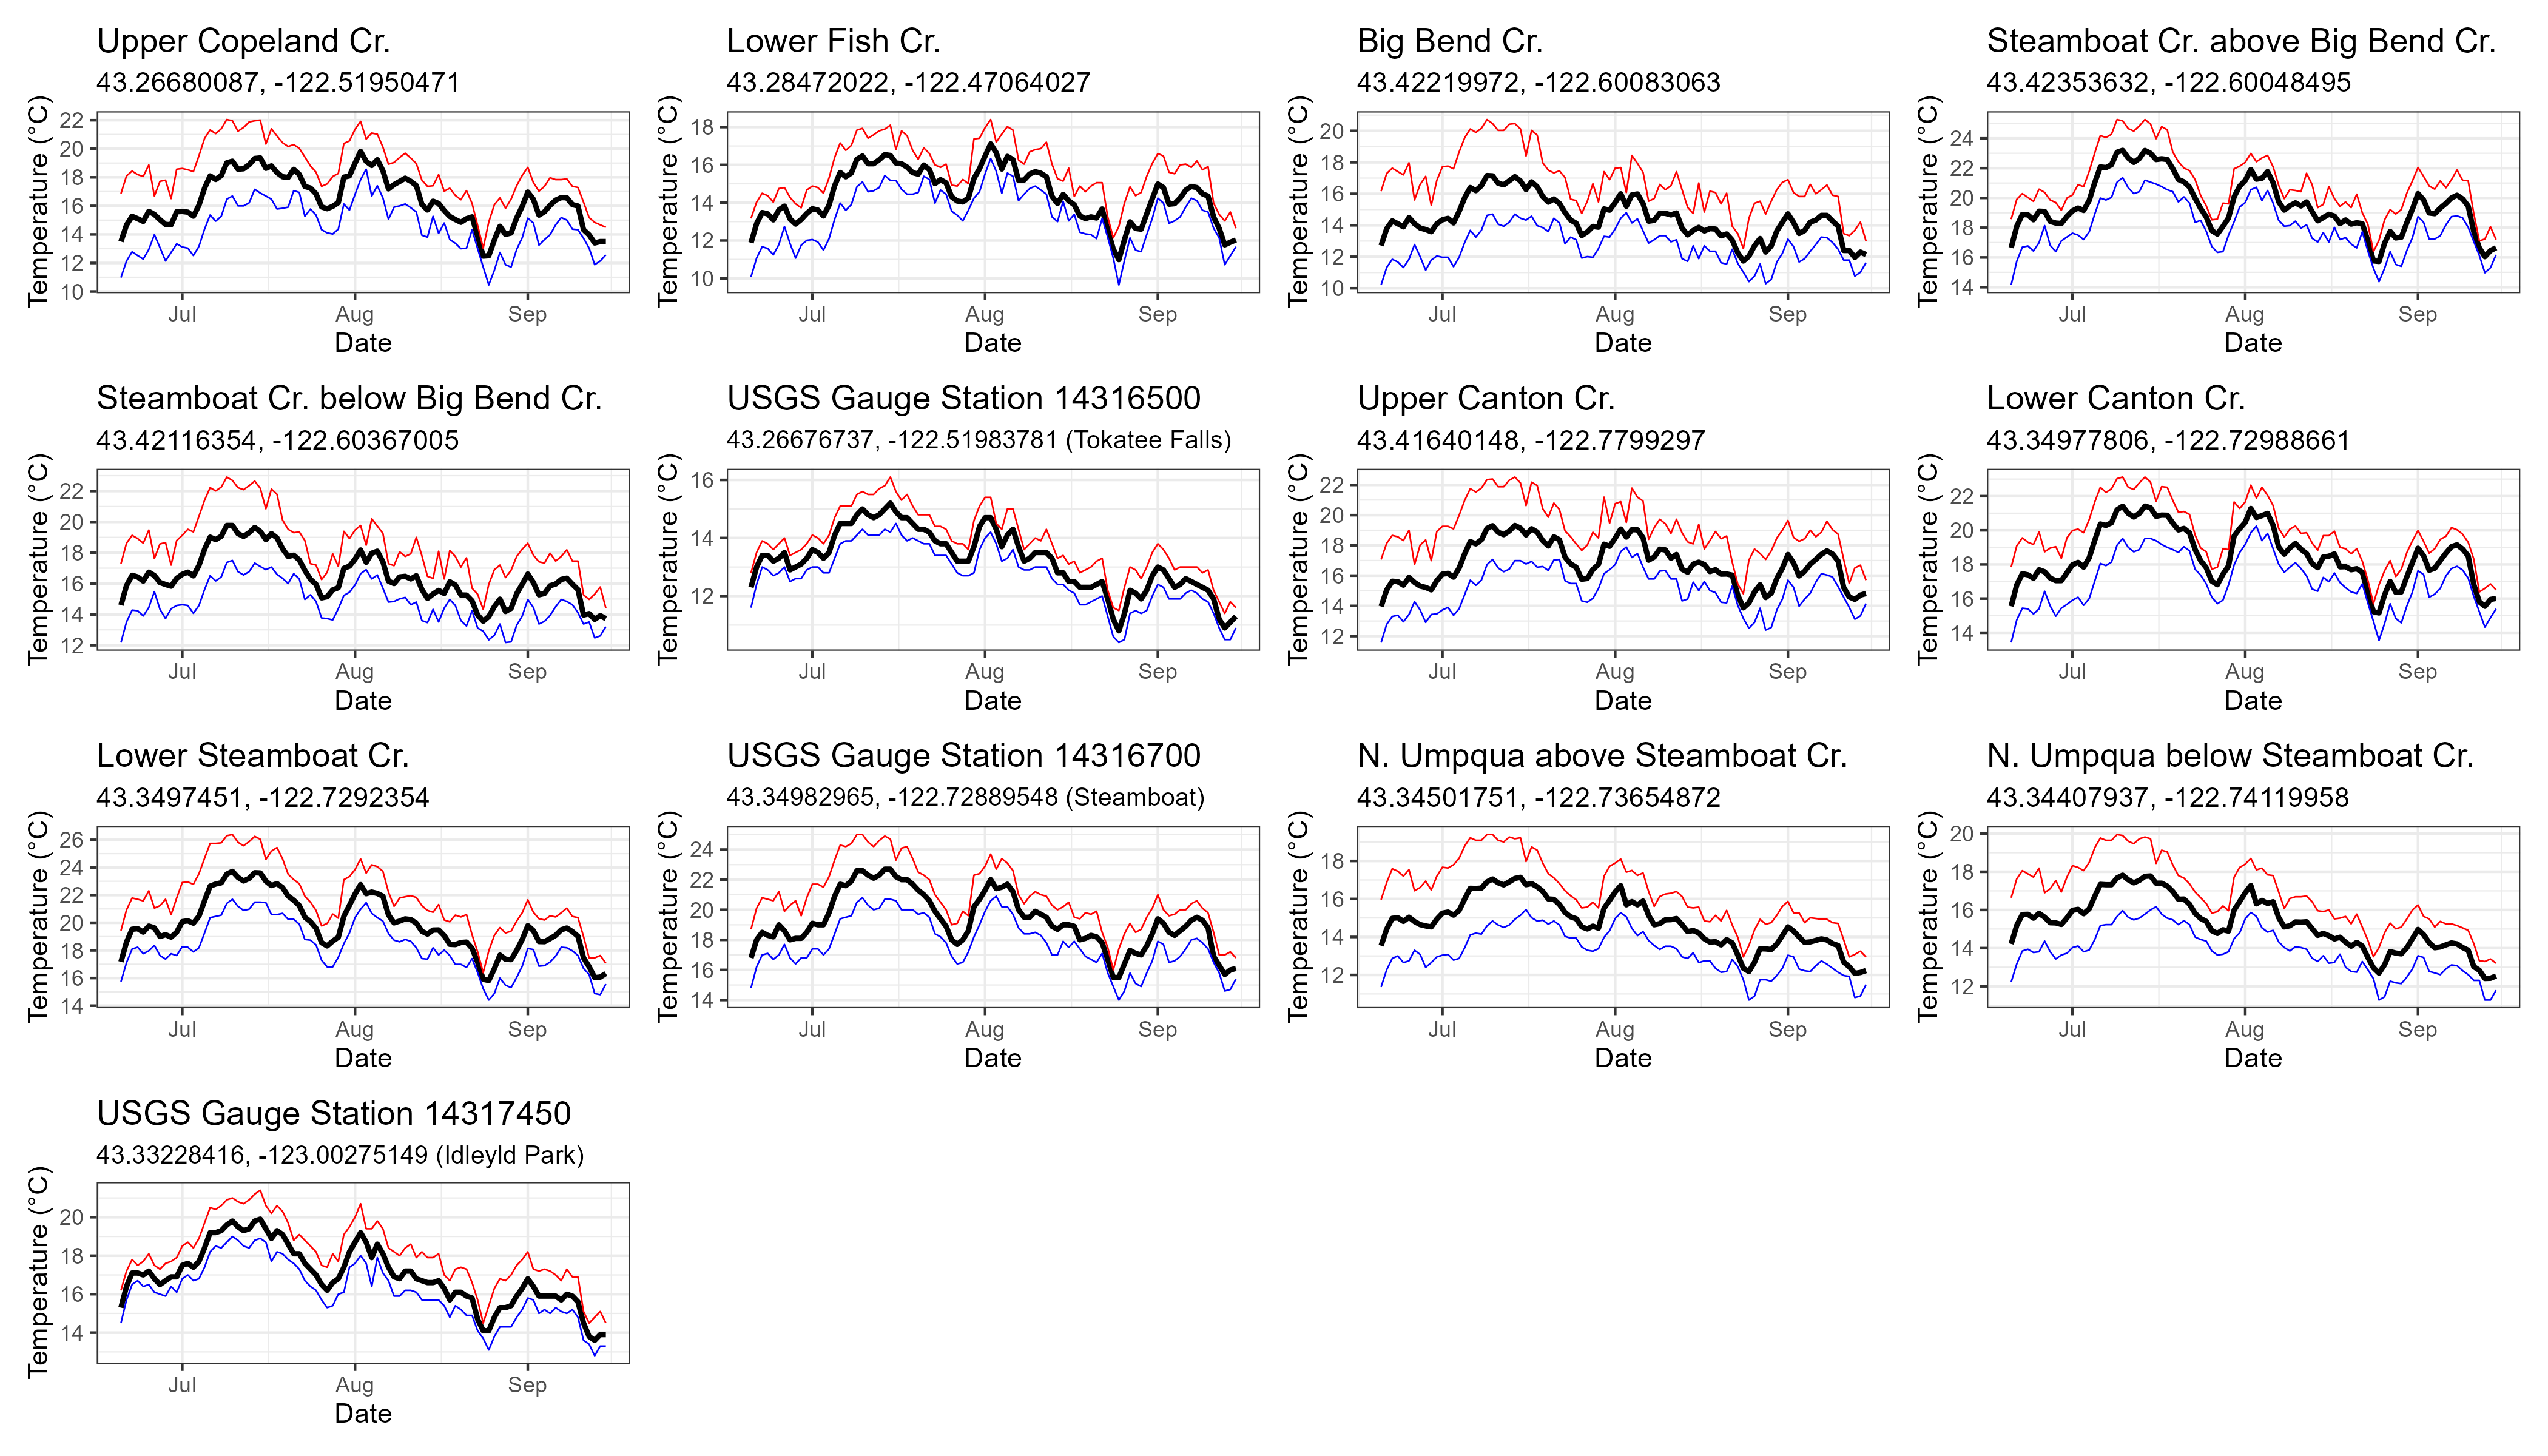 Upper Copeland Cr.
43.26680087, -122.51950471
Temperature (°C)
22
20
18
16
14
12
10
Jul Aug Sep
Date
Lower Fish Cr.
43.28472022, -122.47064027
Temperature (°C)
18
16
14
12
10
Jul Aug Sep
Date
Big Bend Cr.
43.42219972, -122.60083063
Temperature (°C)
20
18
16
14
12
10
Jul Aug Sep
Date
Steamboat Cr. above Big Bend Cr.
43.42353632, -122.60048495
Temperature (°C)
24
22
20
18
16
14
Jul Aug Sep
Date
Steamboat Cr. below Big Bend Cr.
43.42116354, -122.60367005
Temperature (°C)
22
20
18
16
14
12
Jul Aug Sep
Date
USGS Gauge Station 14316500
43.26676737, -122.51983781 (Tokatee Falls)
Temperature (°C)
16
14
12
Jul Aug Sep
Date
Upper Canton Cr.
43.41640148, -122.7799297
Temperature (°C)
22
20
18
16
14
12
Jul Aug Sep
Date
Lower Canton Cr.
43.34977806, -122.72988661
Temperature (°C)
22
20
18
16
14
Jul Aug Sep
Date
Lower Steamboat Cr.
43.3497451, -122.7292354
Temperature (°C)
26
24
22
20
18
16
14
Jul Aug Sep
Date
USGS Gauge Station 14316700
43.34982965, -122.72889548 (Steamboat)
Temperature (°C)
24
22
20
18
16
14
Jul Aug Sep
Date
N. Umpqua above Steamboat Cr.
43.34501751, -122.73654872
Temperature (°C)
18
16
14
12
Jul Aug Sep
Date
N. Umpqua below Steamboat Cr.
43.34407937, -122.74119958
Temperature (°C)
20
18
16
14
12
Jul Aug Sep
Date
USGS Gauge Station 14317450
43.33228416, -123.00275149 (Idleyld Park)
Temperature (°C)
20
18
16
14
Jul Aug Sep
Date